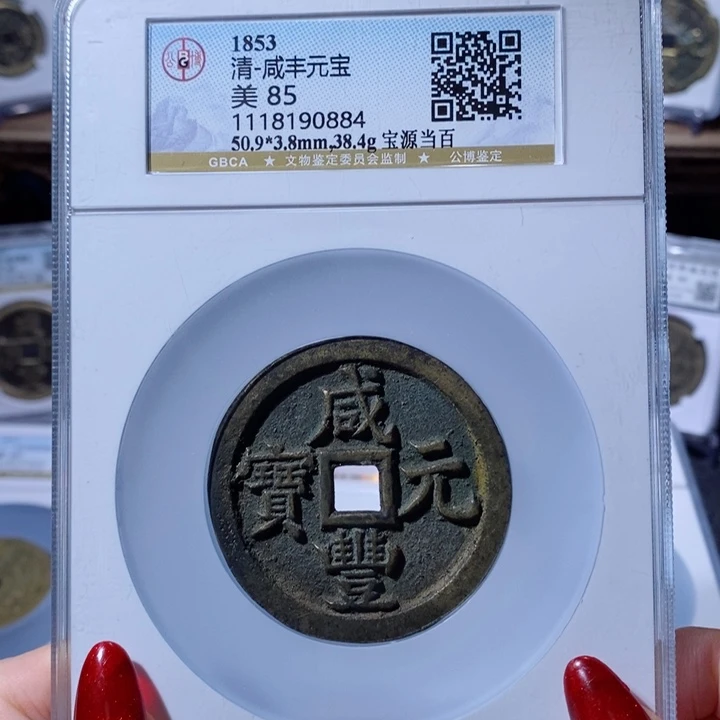 1853
清-咸丰元宝
美 85
1118190884
50.9*3.8mm,38.4g 宝源当百
GBCA ★ 文物鉴定委员会监制 ★ 公博鉴定
咸
寶 元
豐